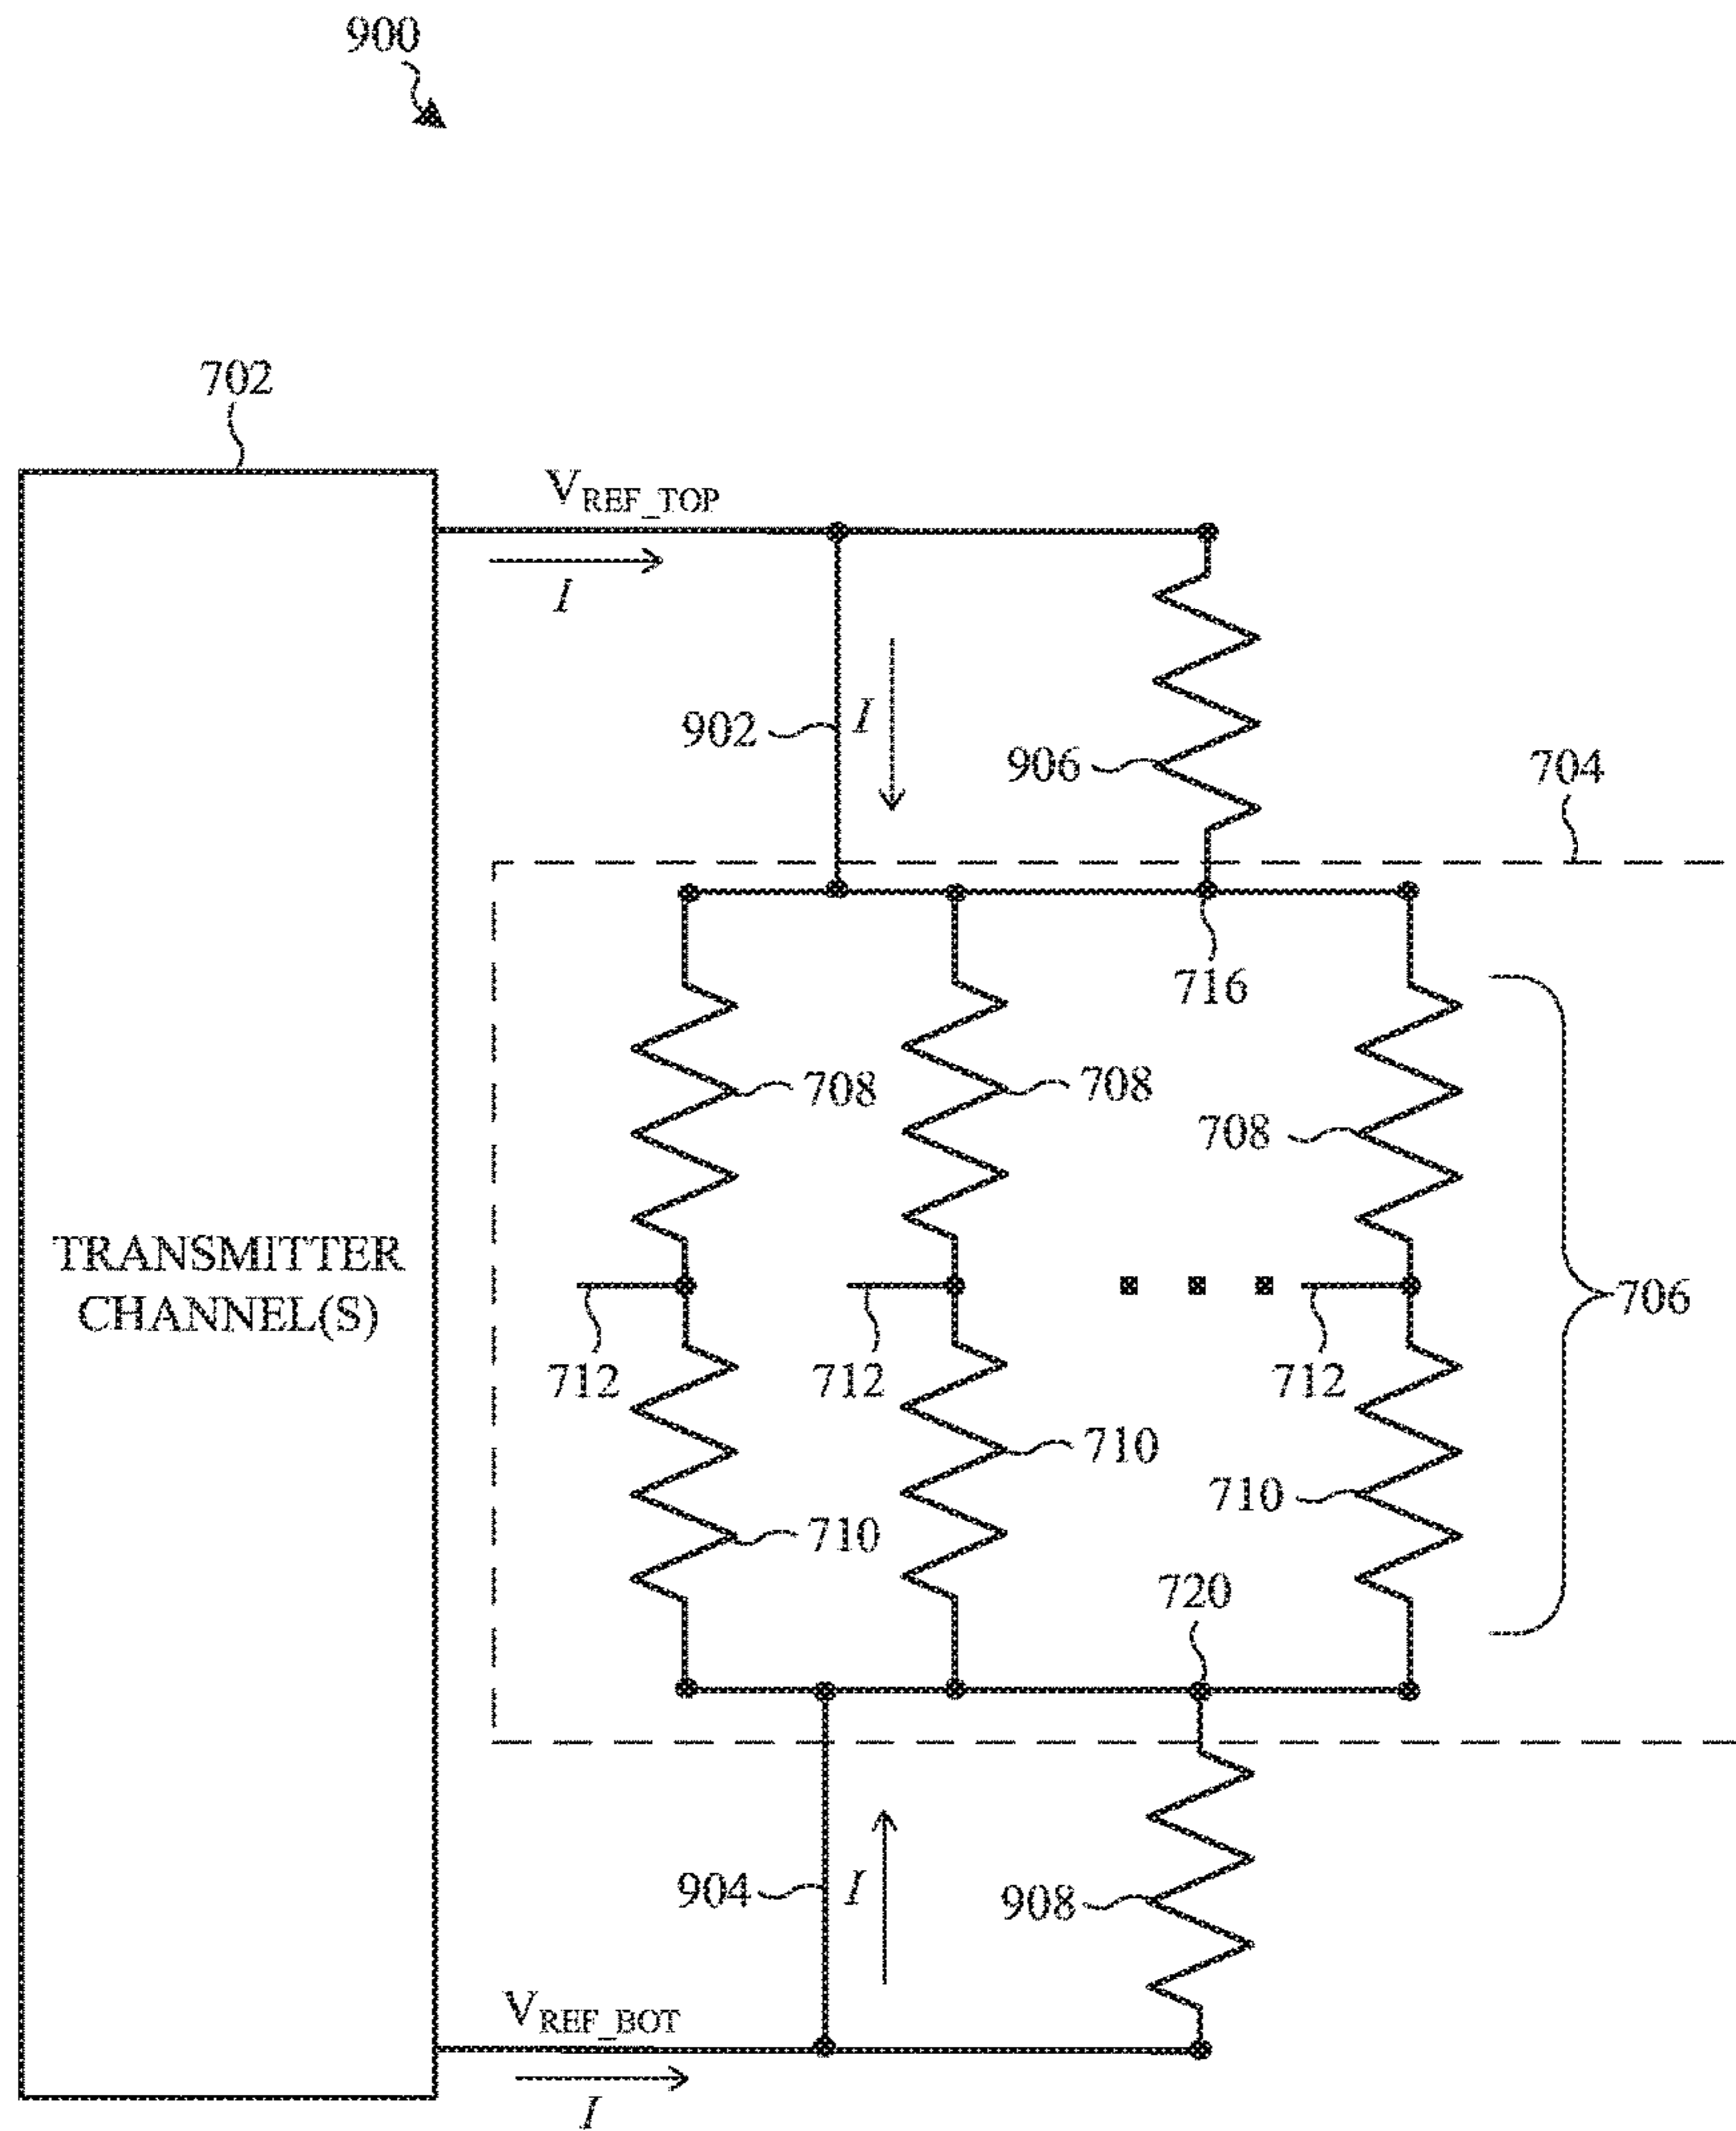 900
702
V_REF_TOP
I
902
I
906
704
716
708
708
708
TRANSMITTER
CHANNEL(S)
706
712
712
712
710
710
710
720
904
I
908
V_REF_BOT
I